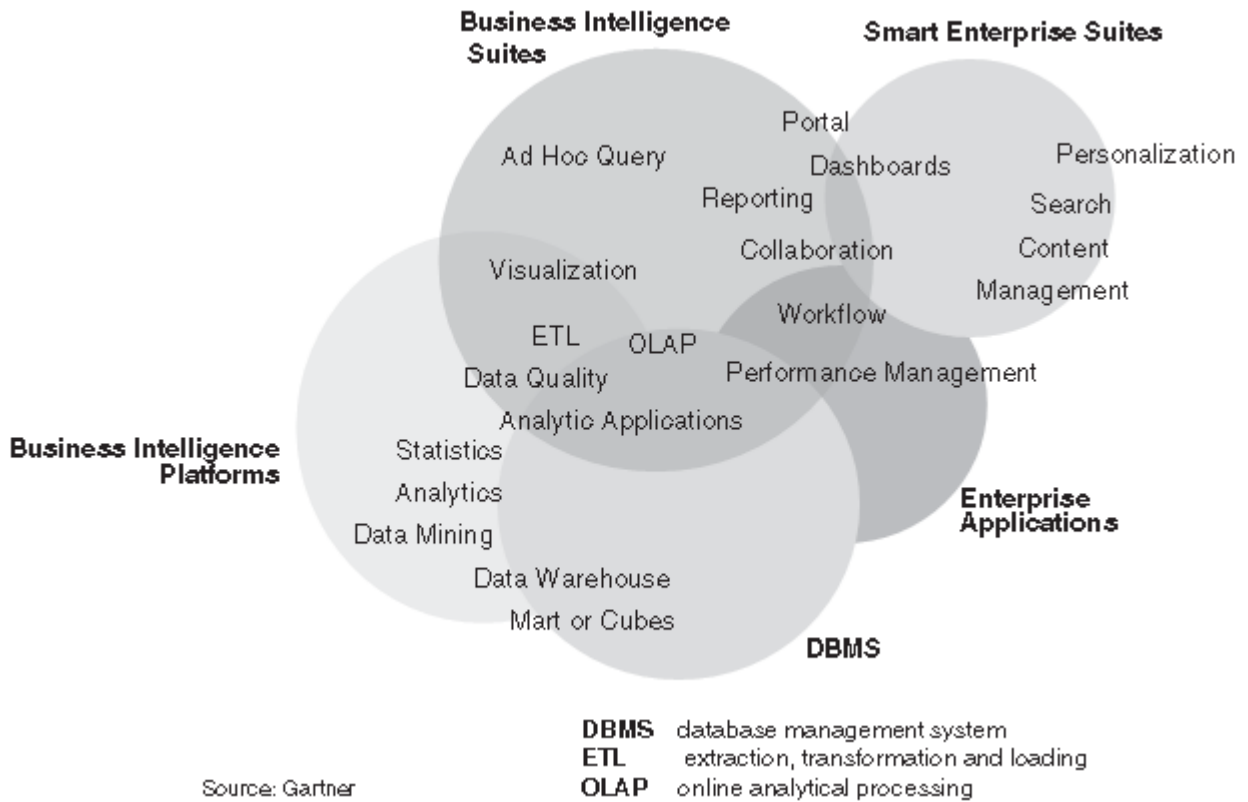 Business Intelligence
Suites
Smart Enterprise Suites
Portal
Ad Hoc Query
Dashboards
Personalization
Reporting
Search
Collaboration
Content
Visualization
Management
Workflow
ETL
OLAP
Data Quality
Performance Management
Analytic Applications
Business Intelligence
Platforms
Statistics
Analytics
Enterprise
Applications
Data Mining
Data Warehouse
Mart or Cubes
DBMS
DBMS database management system
ETL extraction, transformation and loading
OLAP online analytical processing
Source: Gartner